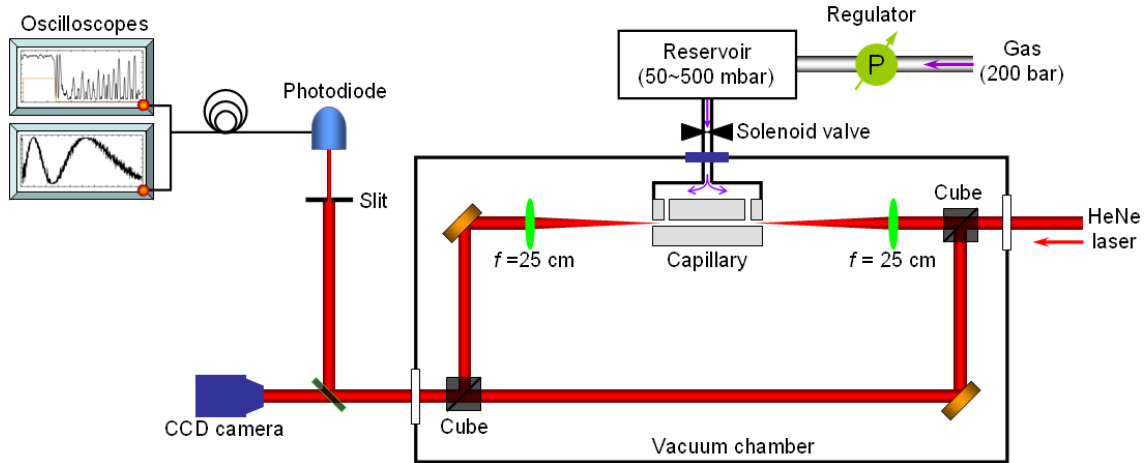 Oscilloscopes
Photodiode
Slit
Regulator
Reservoir
(50~500 mbar)
P
Gas
(200 bar)
Solenoid valve
Cube
HeNe
laser
f =25 cm
Capillary
f =25 cm
CCD camera
Cube
Vacuum chamber